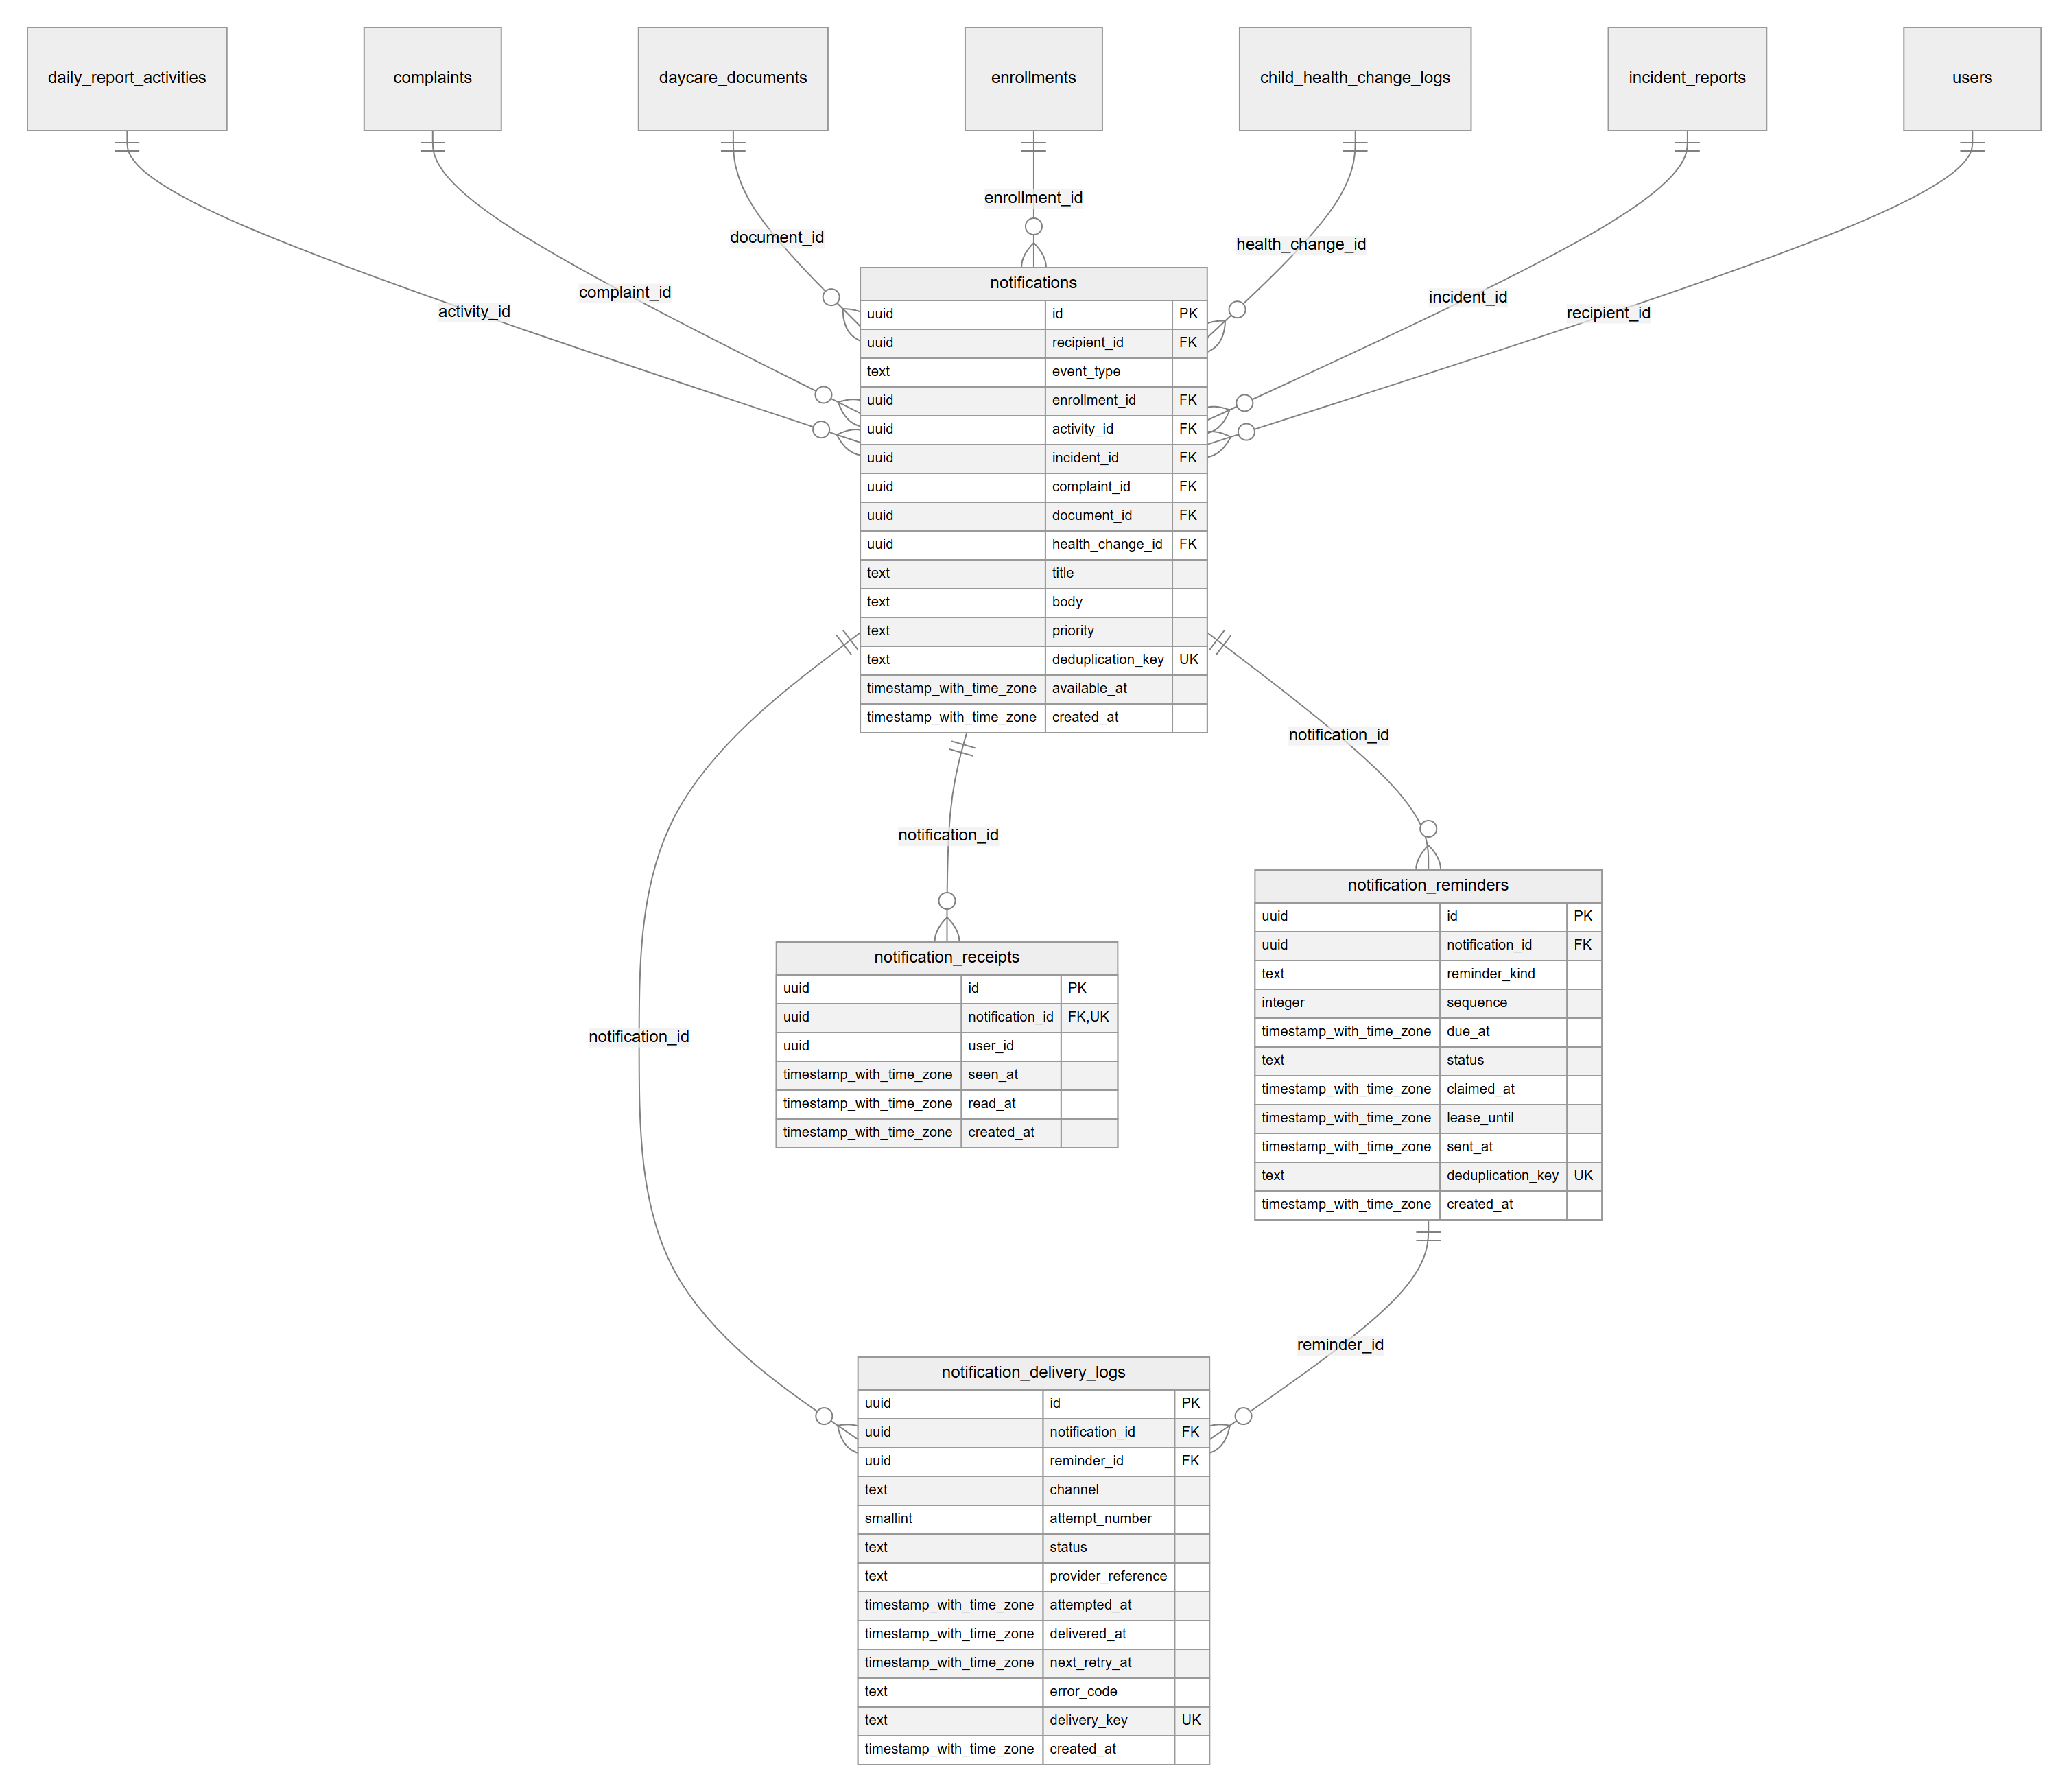 daily_report_activities
complaints
daycare_documents
enrollments
child_health_change_logs
incident_reports
users
enrollment_id
document_id
health_change_id
complaint_id
incident_id
activity_id
recipient_id
notifications
uuid id PK
uuid recipient_id FK
text event_type
uuid enrollment_id FK
uuid activity_id FK
uuid incident_id FK
uuid complaint_id FK
uuid document_id FK
uuid health_change_id FK
text title
text body
text priority
text deduplication_key UK
timestamp_with_time_zone available_at
timestamp_with_time_zone created_at
notification_id
notification_id
notification_id
notification_reminders
uuid id PK
uuid notification_id FK
text reminder_kind
integer sequence
timestamp_with_time_zone due_at
text status
timestamp_with_time_zone claimed_at
timestamp_with_time_zone lease_until
timestamp_with_time_zone sent_at
text deduplication_key UK
timestamp_with_time_zone created_at
notification_receipts
uuid id PK
uuid notification_id FK,UK
uuid user_id
timestamp_with_time_zone seen_at
timestamp_with_time_zone read_at
timestamp_with_time_zone created_at
reminder_id
notification_delivery_logs
uuid id PK
uuid notification_id FK
uuid reminder_id FK
text channel
smallint attempt_number
text status
text provider_reference
timestamp_with_time_zone attempted_at
timestamp_with_time_zone delivered_at
timestamp_with_time_zone next_retry_at
text error_code
text delivery_key UK
timestamp_with_time_zone created_at